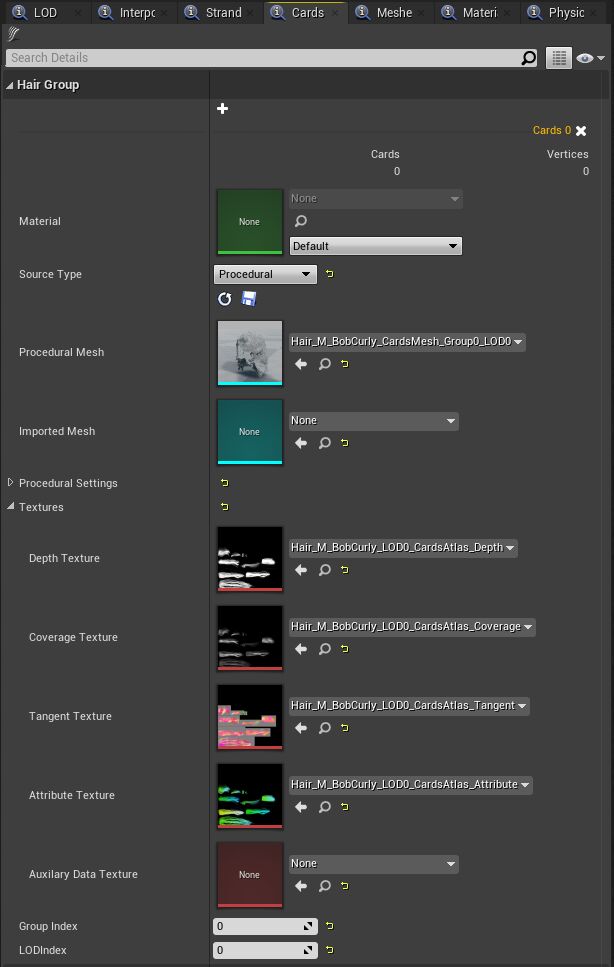 LOD Interpo Strand Cards Meshe Materi Physic
Search Details
Hair Group
Cards 0
Cards Vertices
0 0
Material None None
Default
Source Type Procedural
Procedural Mesh Hair_M_BobCurly_CardsMesh_Group0_LOD0
Imported Mesh None None
Procedural Settings
Textures
Depth Texture Hair_M_BobCurly_LOD0_CardsAtlas_Depth
Coverage Texture Hair_M_BobCurly_LOD0_CardsAtlas_Coverage
Tangent Texture Hair_M_BobCurly_LOD0_CardsAtlas_Tangent
Attribute Texture Hair_M_BobCurly_LOD0_CardsAtlas_Attribute
Auxilary Data Texture None None
Group Index 0
LODIndex 0